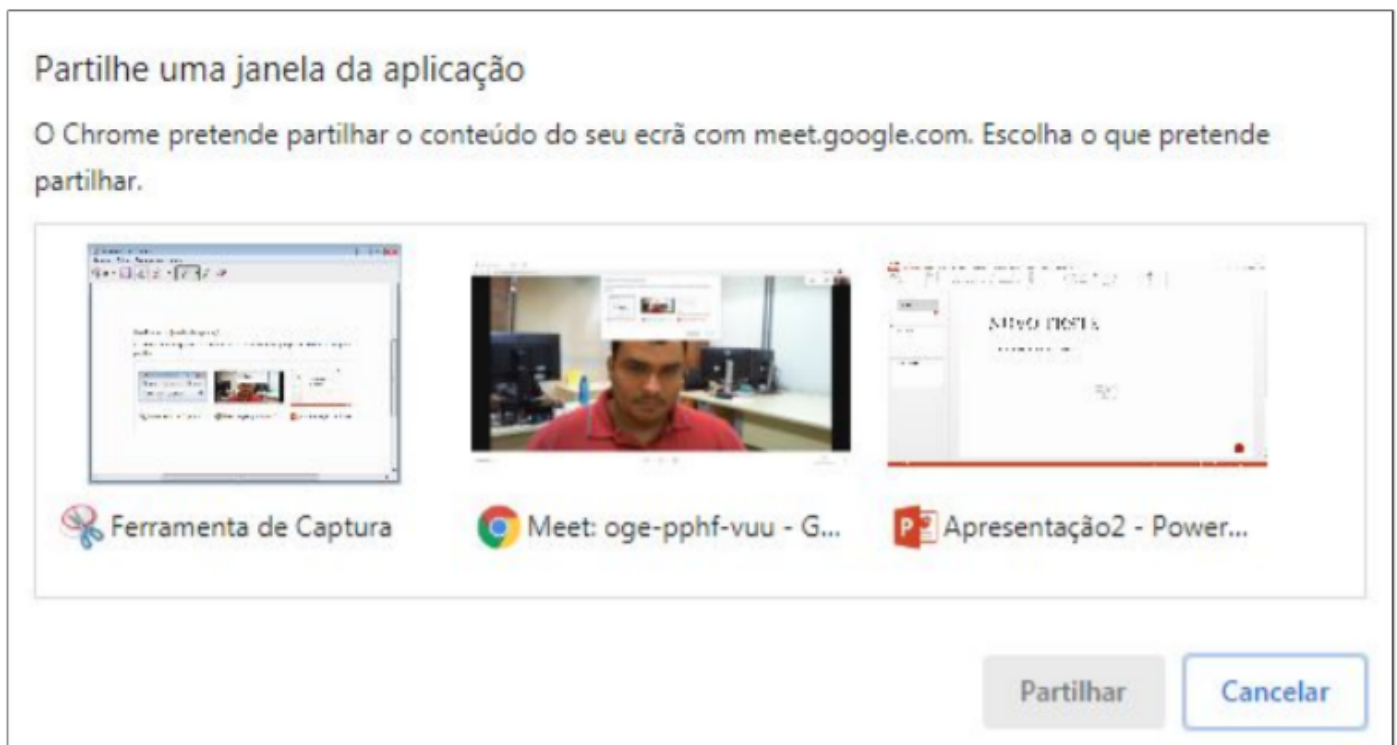 Partilhe uma janela da aplicação
O Chrome pretende partilhar o conteúdo do seu ecrã com meet.google.com. Escolha o que pretende
partilhar.
Ferramenta de Captura
Meet: oge-pphf-vuu - G...
Apresentação2 - Power...
Partilhar
Cancelar